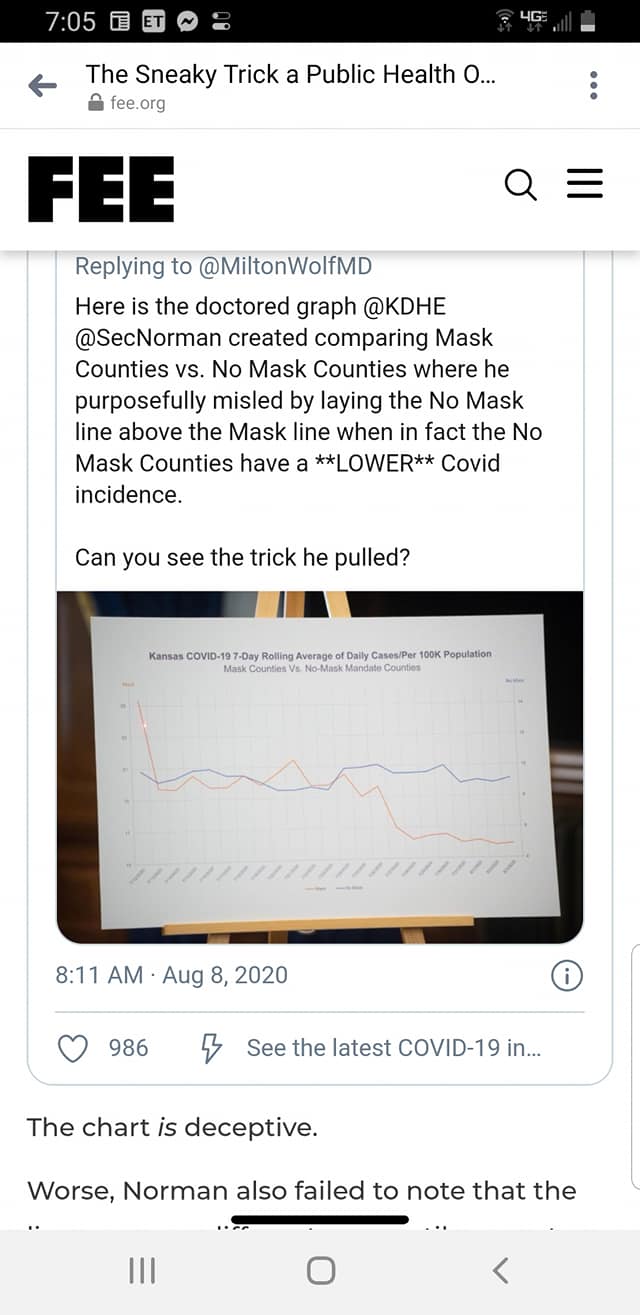 7:05 ET 4GE
The Sneaky Trick a Public Health O...
fee.org
FEE
Replying to @MiltonWolfMD
Here is the doctored graph @KDHE
@SecNorman created comparing Mask
Counties vs. No Mask Counties where he
purposefully misled by laying the No Mask
line above the Mask line when in fact the No
Mask Counties have a **LOWER** Covid
incidence.
Can you see the trick he pulled?
Kansas COVID-19 7-Day Rolling Average of Daily Cases/Per 100K Population
Mask Counties Vs. No-Mask Mandate Counties
8:11 AM · Aug 8, 2020
986 See the latest COVID-19 in...
The chart is deceptive.
Worse, Norman also failed to note that the